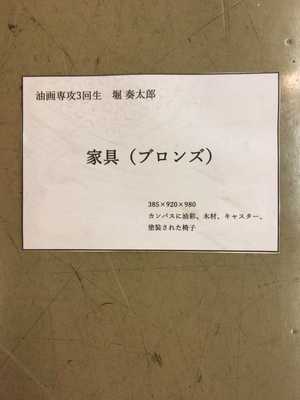 油画専攻3回生　堀 奏太郎
家具（ブロンズ）
385×920×980
カンバスに油彩、木材、キャスター、
塗装された椅子